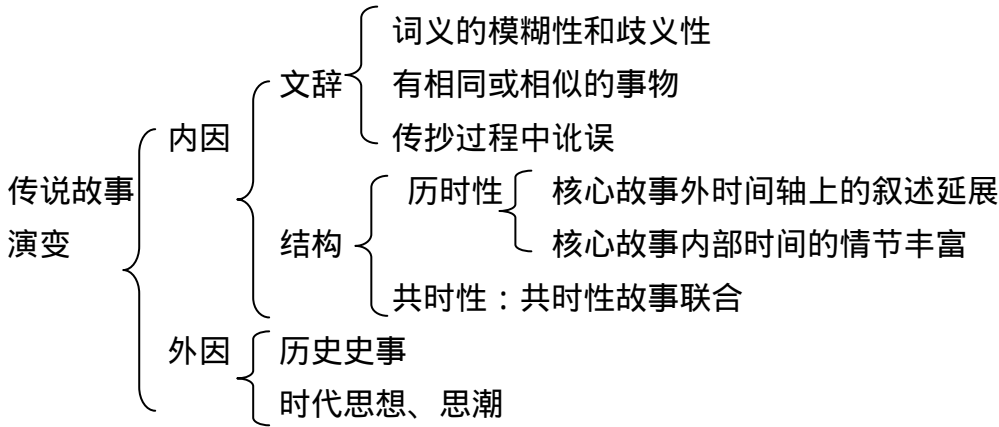 词义的模糊性和歧义性
文辞
有相同或相似的事物
内因
传抄过程中讹误
传说故事
历时性
核心故事外时间轴上的叙述延展
演变
结构
核心故事内部时间的情节丰富
共时性：共时性故事联合
外因
历史史事
时代思想、思潮